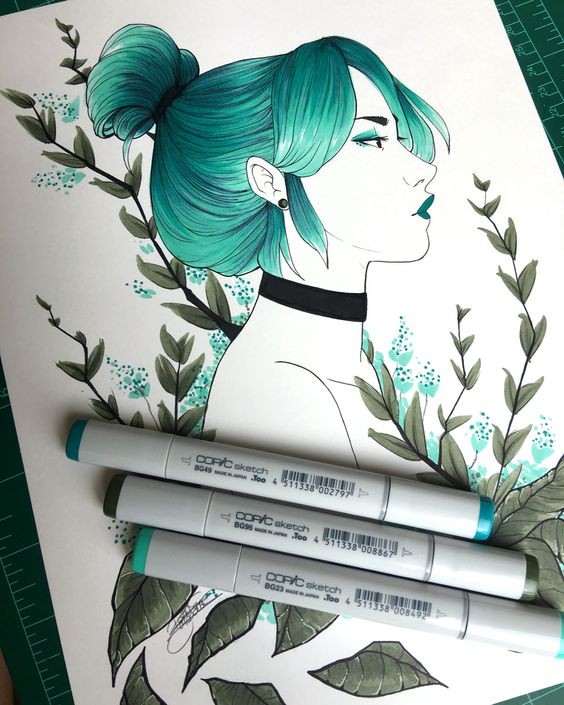 COPIC sketch
BG49 MADE IN JAPAN .Too 4 511338 002797
COPIC sketch
BG96 MADE IN JAPAN .Too 4 511338 008867
COPIC sketch
BG23 MADE IN JAPAN .Too 4 511338 008492